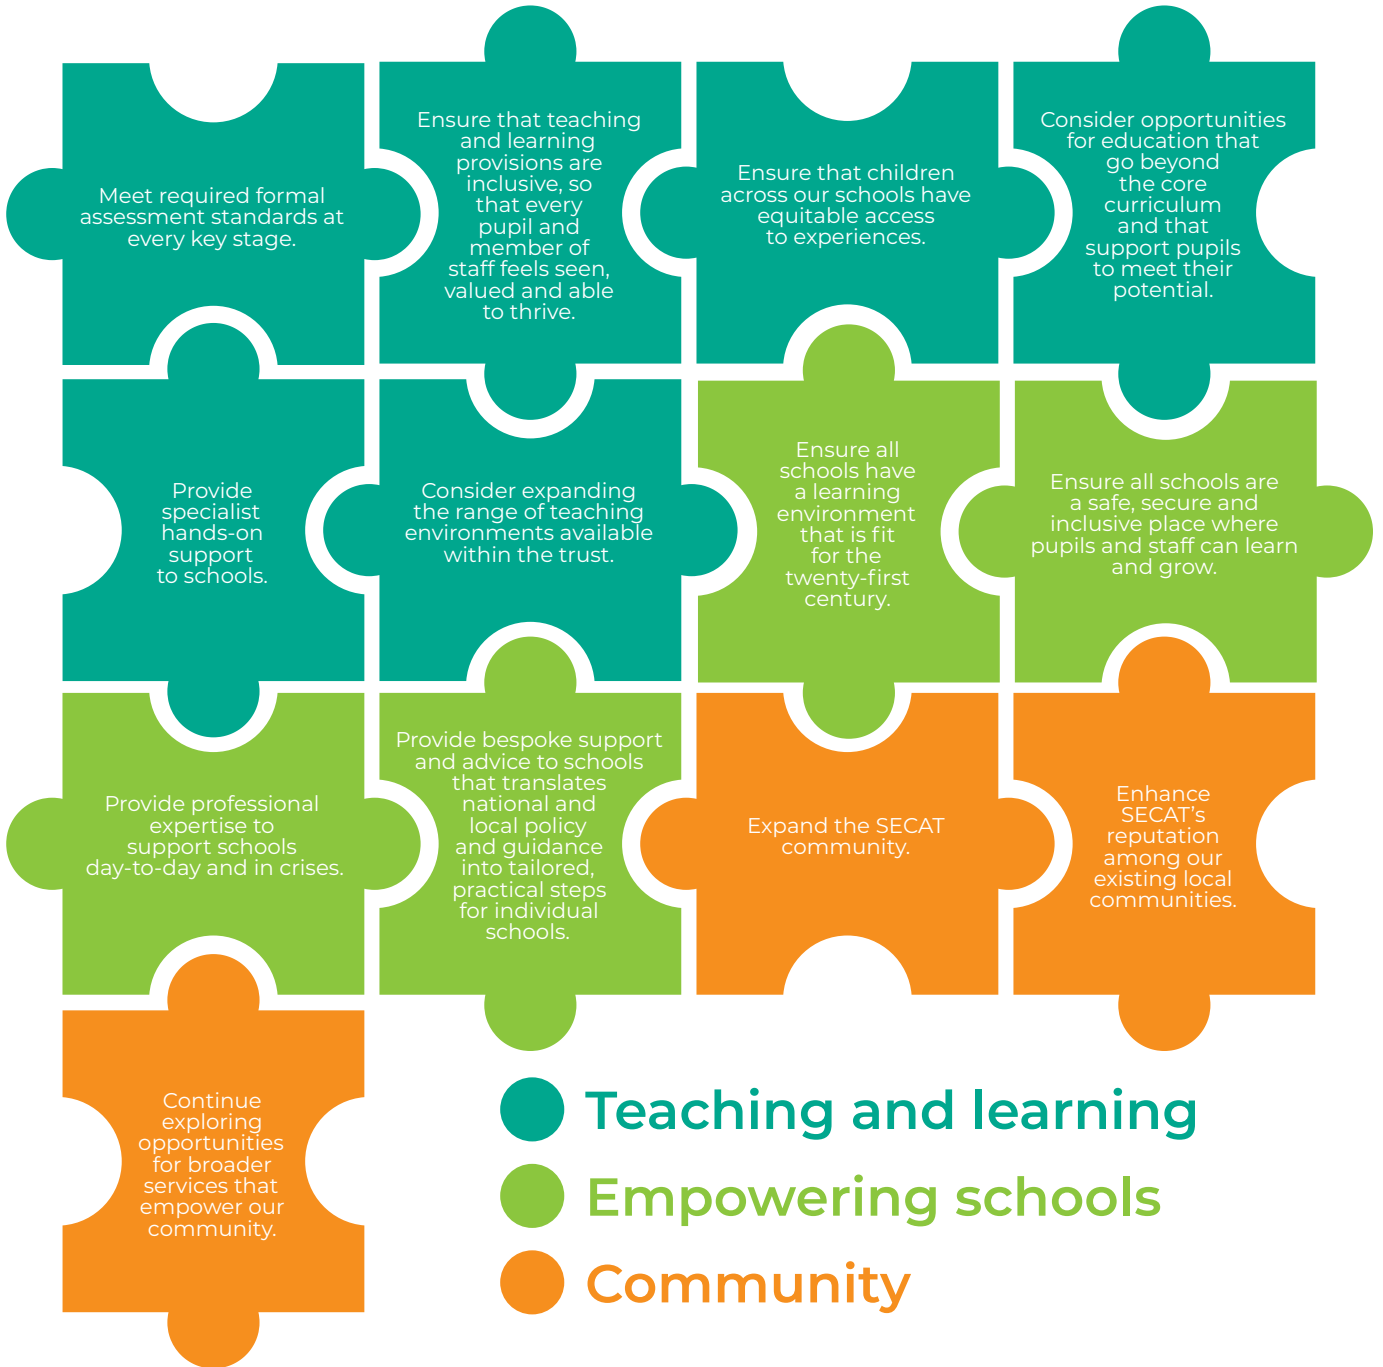 Meet required formal
assessment standards at
every key stage.
Ensure that teaching
and learning
provisions are
inclusive, so
that every
pupil and
member of
staff feels seen,
valued and able
to thrive.
Ensure that children
across our schools have
equitable access
to experiences.
Consider opportunities
for education that
go beyond
the core
curriculum
and that
support pupils
to meet their
potential.
Provide
specialist
hands-on
support
to schools.
Consider expanding
the range of teaching
environments available
within the trust.
Ensure all
schools have
a learning
environment
that is fit
for the
twenty-first
century.
Ensure all schools are
a safe, secure and
inclusive place where
pupils and staff can learn
and grow.
Provide professional
expertise to
support schools
day-to-day and in crises.
Provide bespoke support
and advice to schools
that translates
national and
local policy
and guidance
into tailored,
practical steps
for individual
schools.
Expand the SECAT
community.
Enhance
SECAT’s
reputation
among our
existing local
communities.
Continue
exploring
opportunities
for broader
services that
empower our
community.
Teaching and learning
Empowering schools
Community